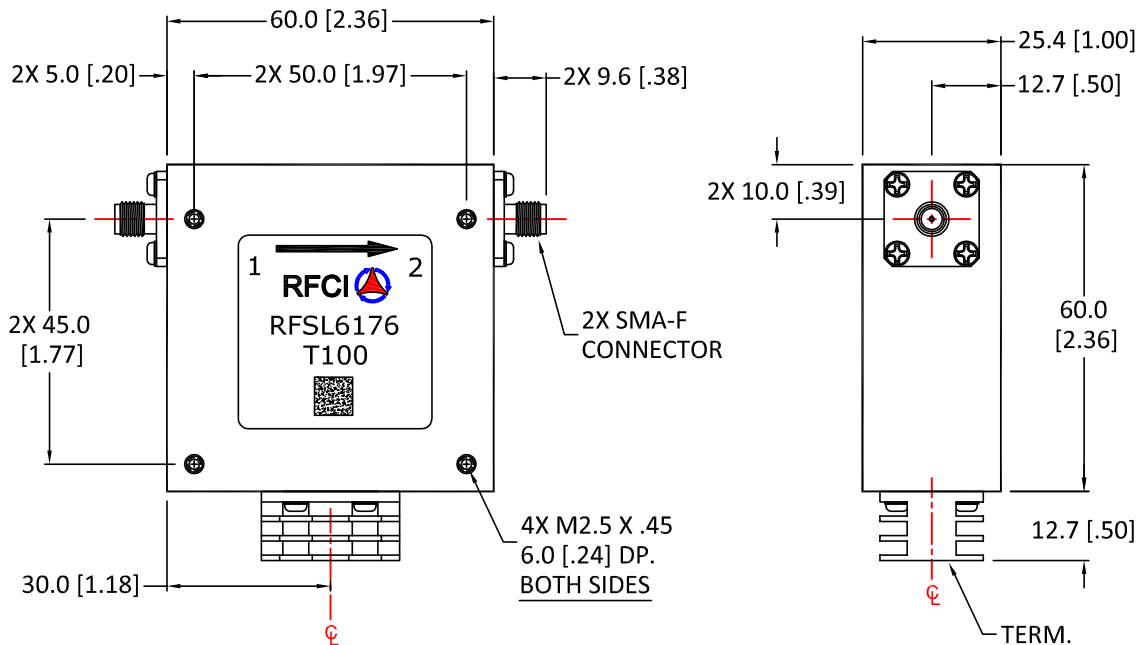 60.0 [2.36]
2X 5.0 [.20]
2X 50.0 [1.97]
2X 9.6 [.38]
25.4 [1.00]
12.7 [.50]
2X 10.0 [.39]
1
2
RFCI
RFSL6176
T100
2X 45.0
[1.77]
2X SMA-F
CONNECTOR
60.0
[2.36]
4X M2.5 X .45
6.0 [.24] DP.
BOTH SIDES
12.7 [.50]
30.0 [1.18]
℄
℄
TERM.